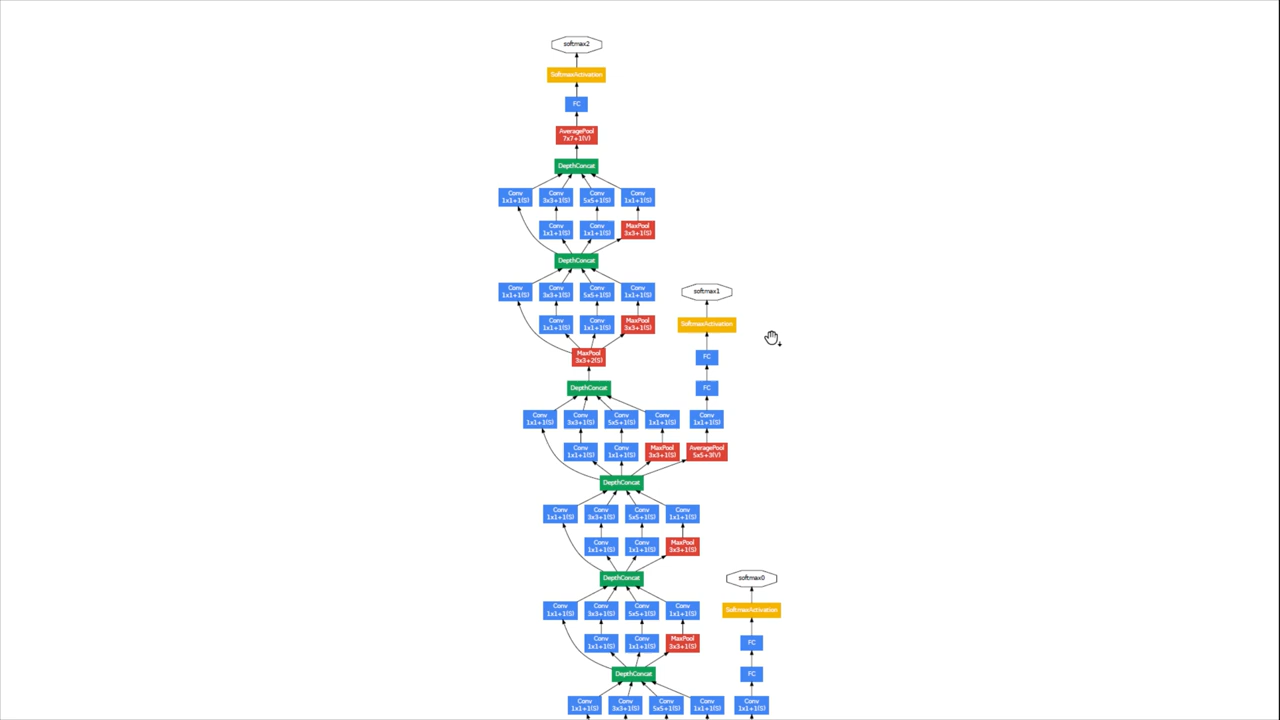 softmax2
SoftmaxActivation
FC
AveragePool
7x7+1(V)
DepthConcat
Conv
1x1+1(S)
Conv
3x3+1(S)
Conv
5x5+1(S)
Conv
1x1+1(S)
Conv
1x1+1(S)
Conv
1x1+1(S)
MaxPool
3x3+1(S)
DepthConcat
Conv
1x1+1(S)
Conv
3x3+1(S)
Conv
5x5+1(S)
Conv
1x1+1(S)
softmax1
Conv
1x1+1(S)
Conv
1x1+1(S)
MaxPool
3x3+1(S)
SoftmaxActivation
MaxPool
3x3+2(S)
FC
DepthConcat
FC
Conv
1x1+1(S)
Conv
3x3+1(S)
Conv
5x5+1(S)
Conv
1x1+1(S)
Conv
1x1+1(S)
Conv
1x1+1(S)
Conv
1x1+1(S)
MaxPool
3x3+1(S)
AveragePool
5x5+3(V)
DepthConcat
Conv
1x1+1(S)
Conv
3x3+1(S)
Conv
5x5+1(S)
Conv
1x1+1(S)
Conv
1x1+1(S)
Conv
1x1+1(S)
MaxPool
3x3+1(S)
DepthConcat
softmax0
Conv
1x1+1(S)
Conv
3x3+1(S)
Conv
5x5+1(S)
Conv
1x1+1(S)
SoftmaxActivation
Conv
1x1+1(S)
Conv
1x1+1(S)
MaxPool
3x3+1(S)
FC
DepthConcat
FC
Conv
1x1+1(S)
Conv
3x3+1(S)
Conv
5x5+1(S)
Conv
1x1+1(S)
Conv
1x1+1(S)